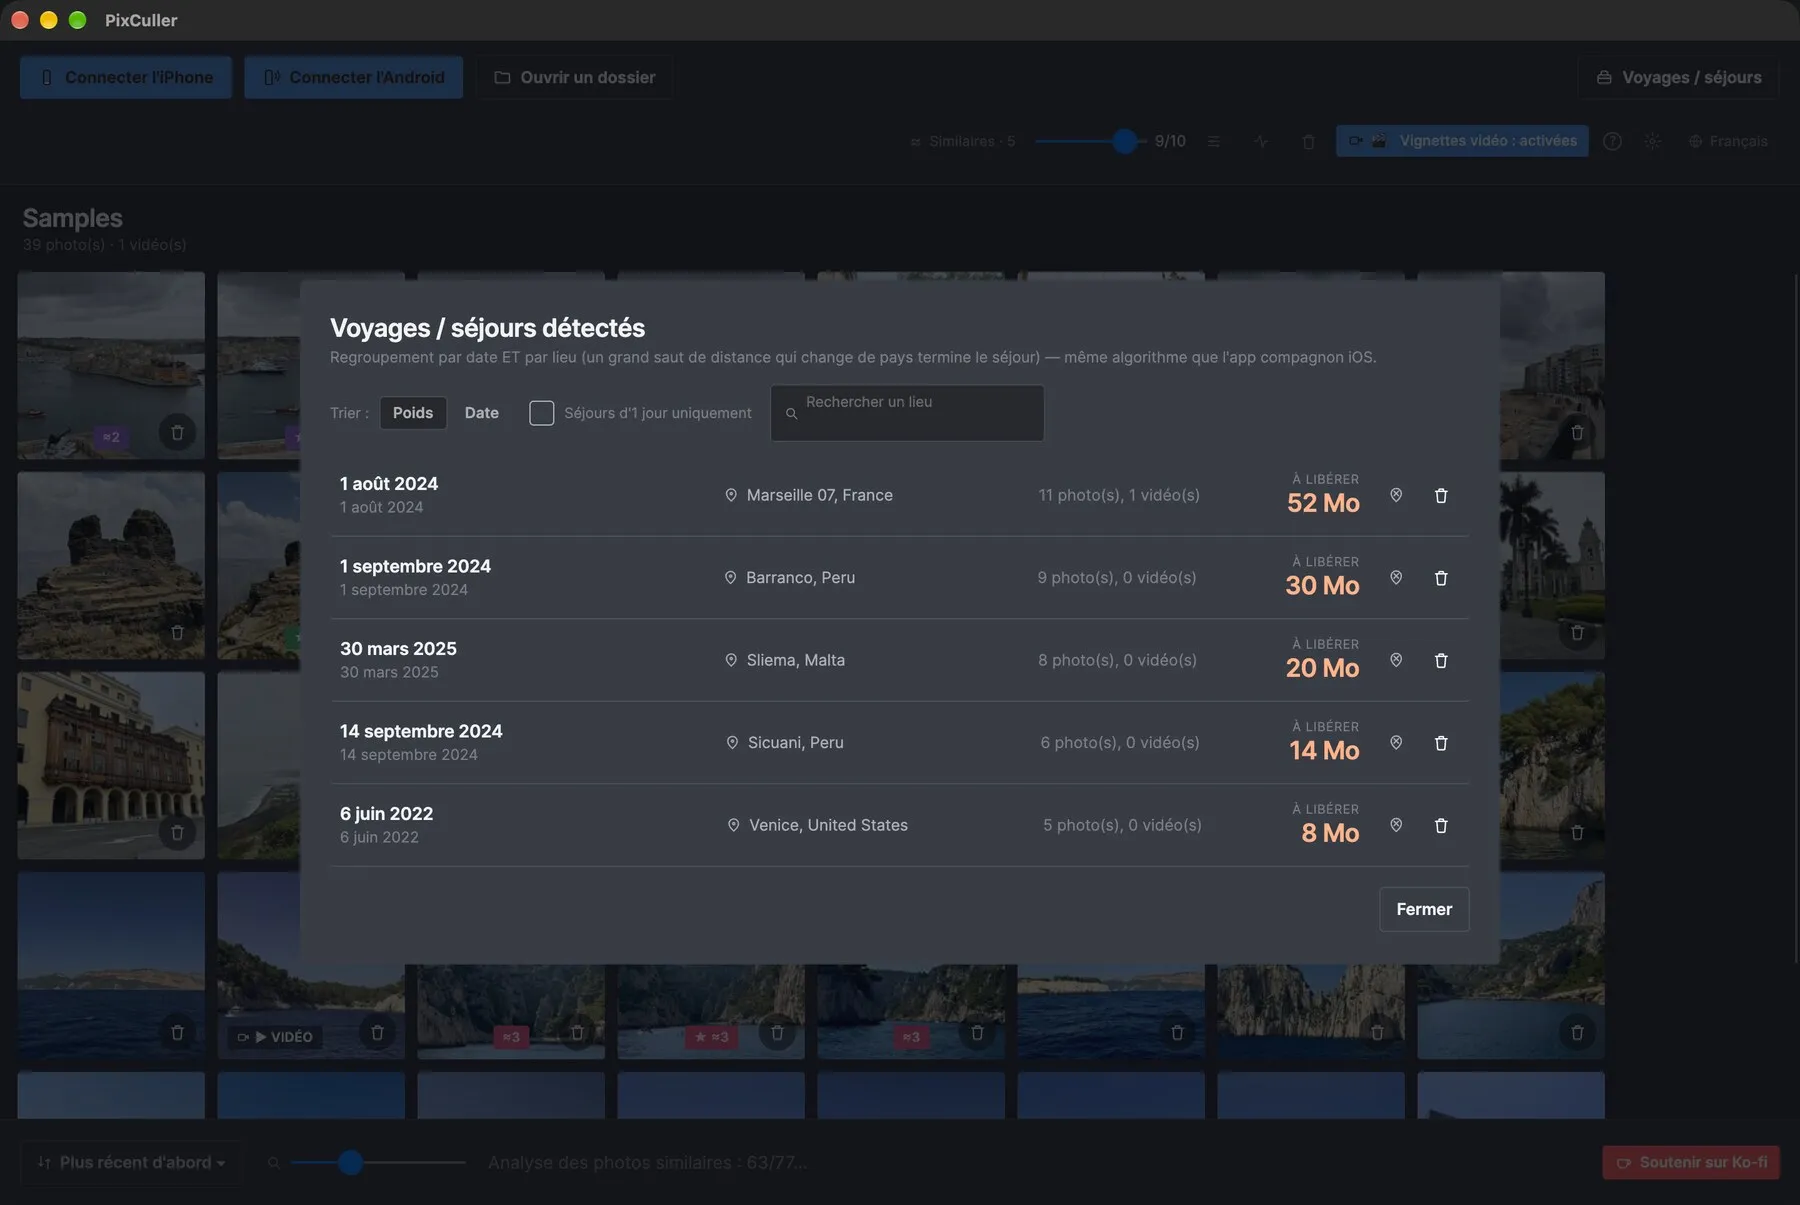 PixCuller
Connecter l'iPhone
Connecter l'Android
Ouvrir un dossier
Voyages / séjours
Similaires · 5
9/10
Vignettes vidéo : activées
Français
Samples
39 photo(s) · 1 vidéo(s)
≈2
Voyages / séjours détectés
Regroupement par date ET par lieu (un grand saut de distance qui change de pays termine le séjour) — même algorithme que l'app compagnon iOS.
Trier :
Poids
Date
Séjours d'1 jour uniquement
Rechercher un lieu
1 août 2024
1 août 2024
Marseille 07, France
11 photo(s), 1 vidéo(s)
À LIBÉRER
52 Mo
1 septembre 2024
1 septembre 2024
Barranco, Peru
9 photo(s), 0 vidéo(s)
À LIBÉRER
30 Mo
30 mars 2025
30 mars 2025
Sliema, Malta
8 photo(s), 0 vidéo(s)
À LIBÉRER
20 Mo
14 septembre 2024
14 septembre 2024
Sicuani, Peru
6 photo(s), 0 vidéo(s)
À LIBÉRER
14 Mo
6 juin 2022
6 juin 2022
Venice, United States
5 photo(s), 0 vidéo(s)
À LIBÉRER
8 Mo
Fermer
VIDÉO
≈3
★ ≈3
≈3
Plus récent d'abord
Analyse des photos similaires : 63/77...
Soutenir sur Ko-fi